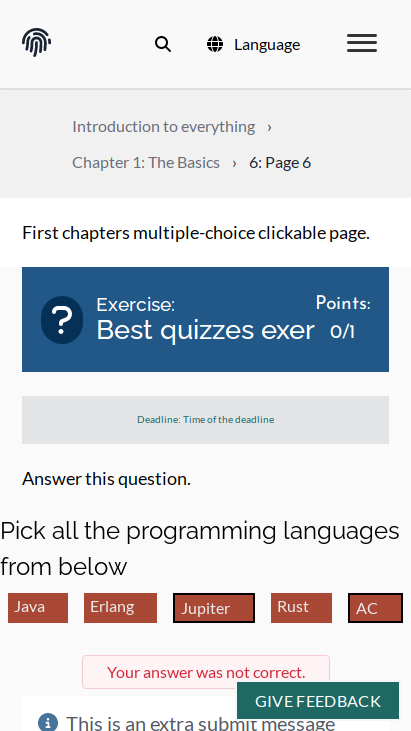 Language
Introduction to everything ›
Chapter 1: The Basics › 6: Page 6
First chapters multiple-choice clickable page.
Exercise:
Best quizzes exer
Points:
0/1
Deadline: Time of the deadline
Answer this question.
Pick all the programming languages
from below
Java Erlang Jupiter Rust AC
Your answer was not correct.
GIVE FEEDBACK
This is an extra submit message